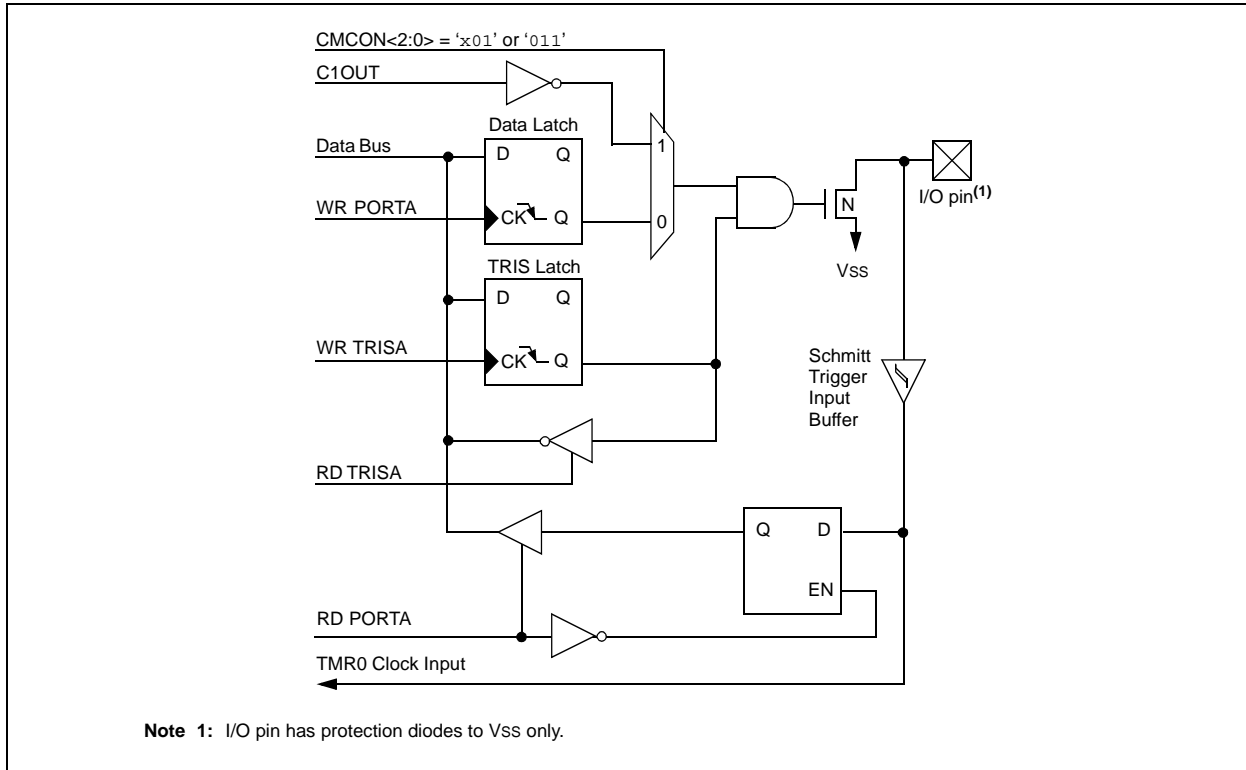 CMCON<2:0> = ‘x01’ or ‘011’
C1OUT
Data Latch
Data Bus
D Q
1
WR PORTA
CK Q
0
N
I/O pin(1)
VSS
TRIS Latch
D Q
WR TRISA
CK Q
Schmitt
Trigger
Input
Buffer
RD TRISA
Q D
EN
RD PORTA
TMR0 Clock Input
Note 1: I/O pin has protection diodes to VSS only.